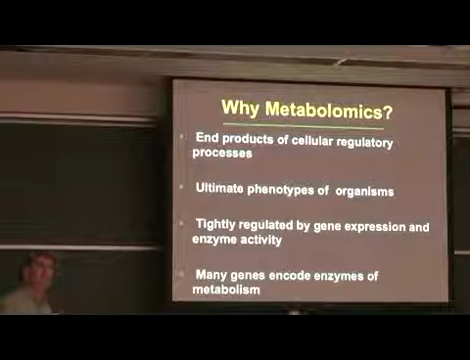 Why Metabolomics?
End products of cellular regulatory
processes
Ultimate phenotypes of organisms
Tightly regulated by gene expression and
enzyme activity
Many genes encode enzymes of
metabolism